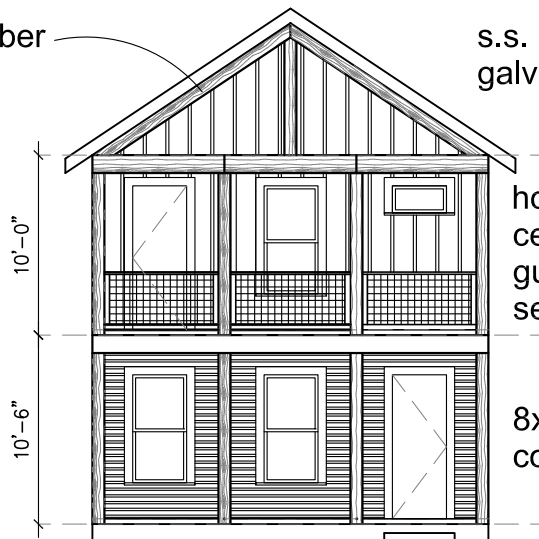 ber
s.s.
galv
10'-0"
ho
ce
gu
se
10'-6"
8x
co